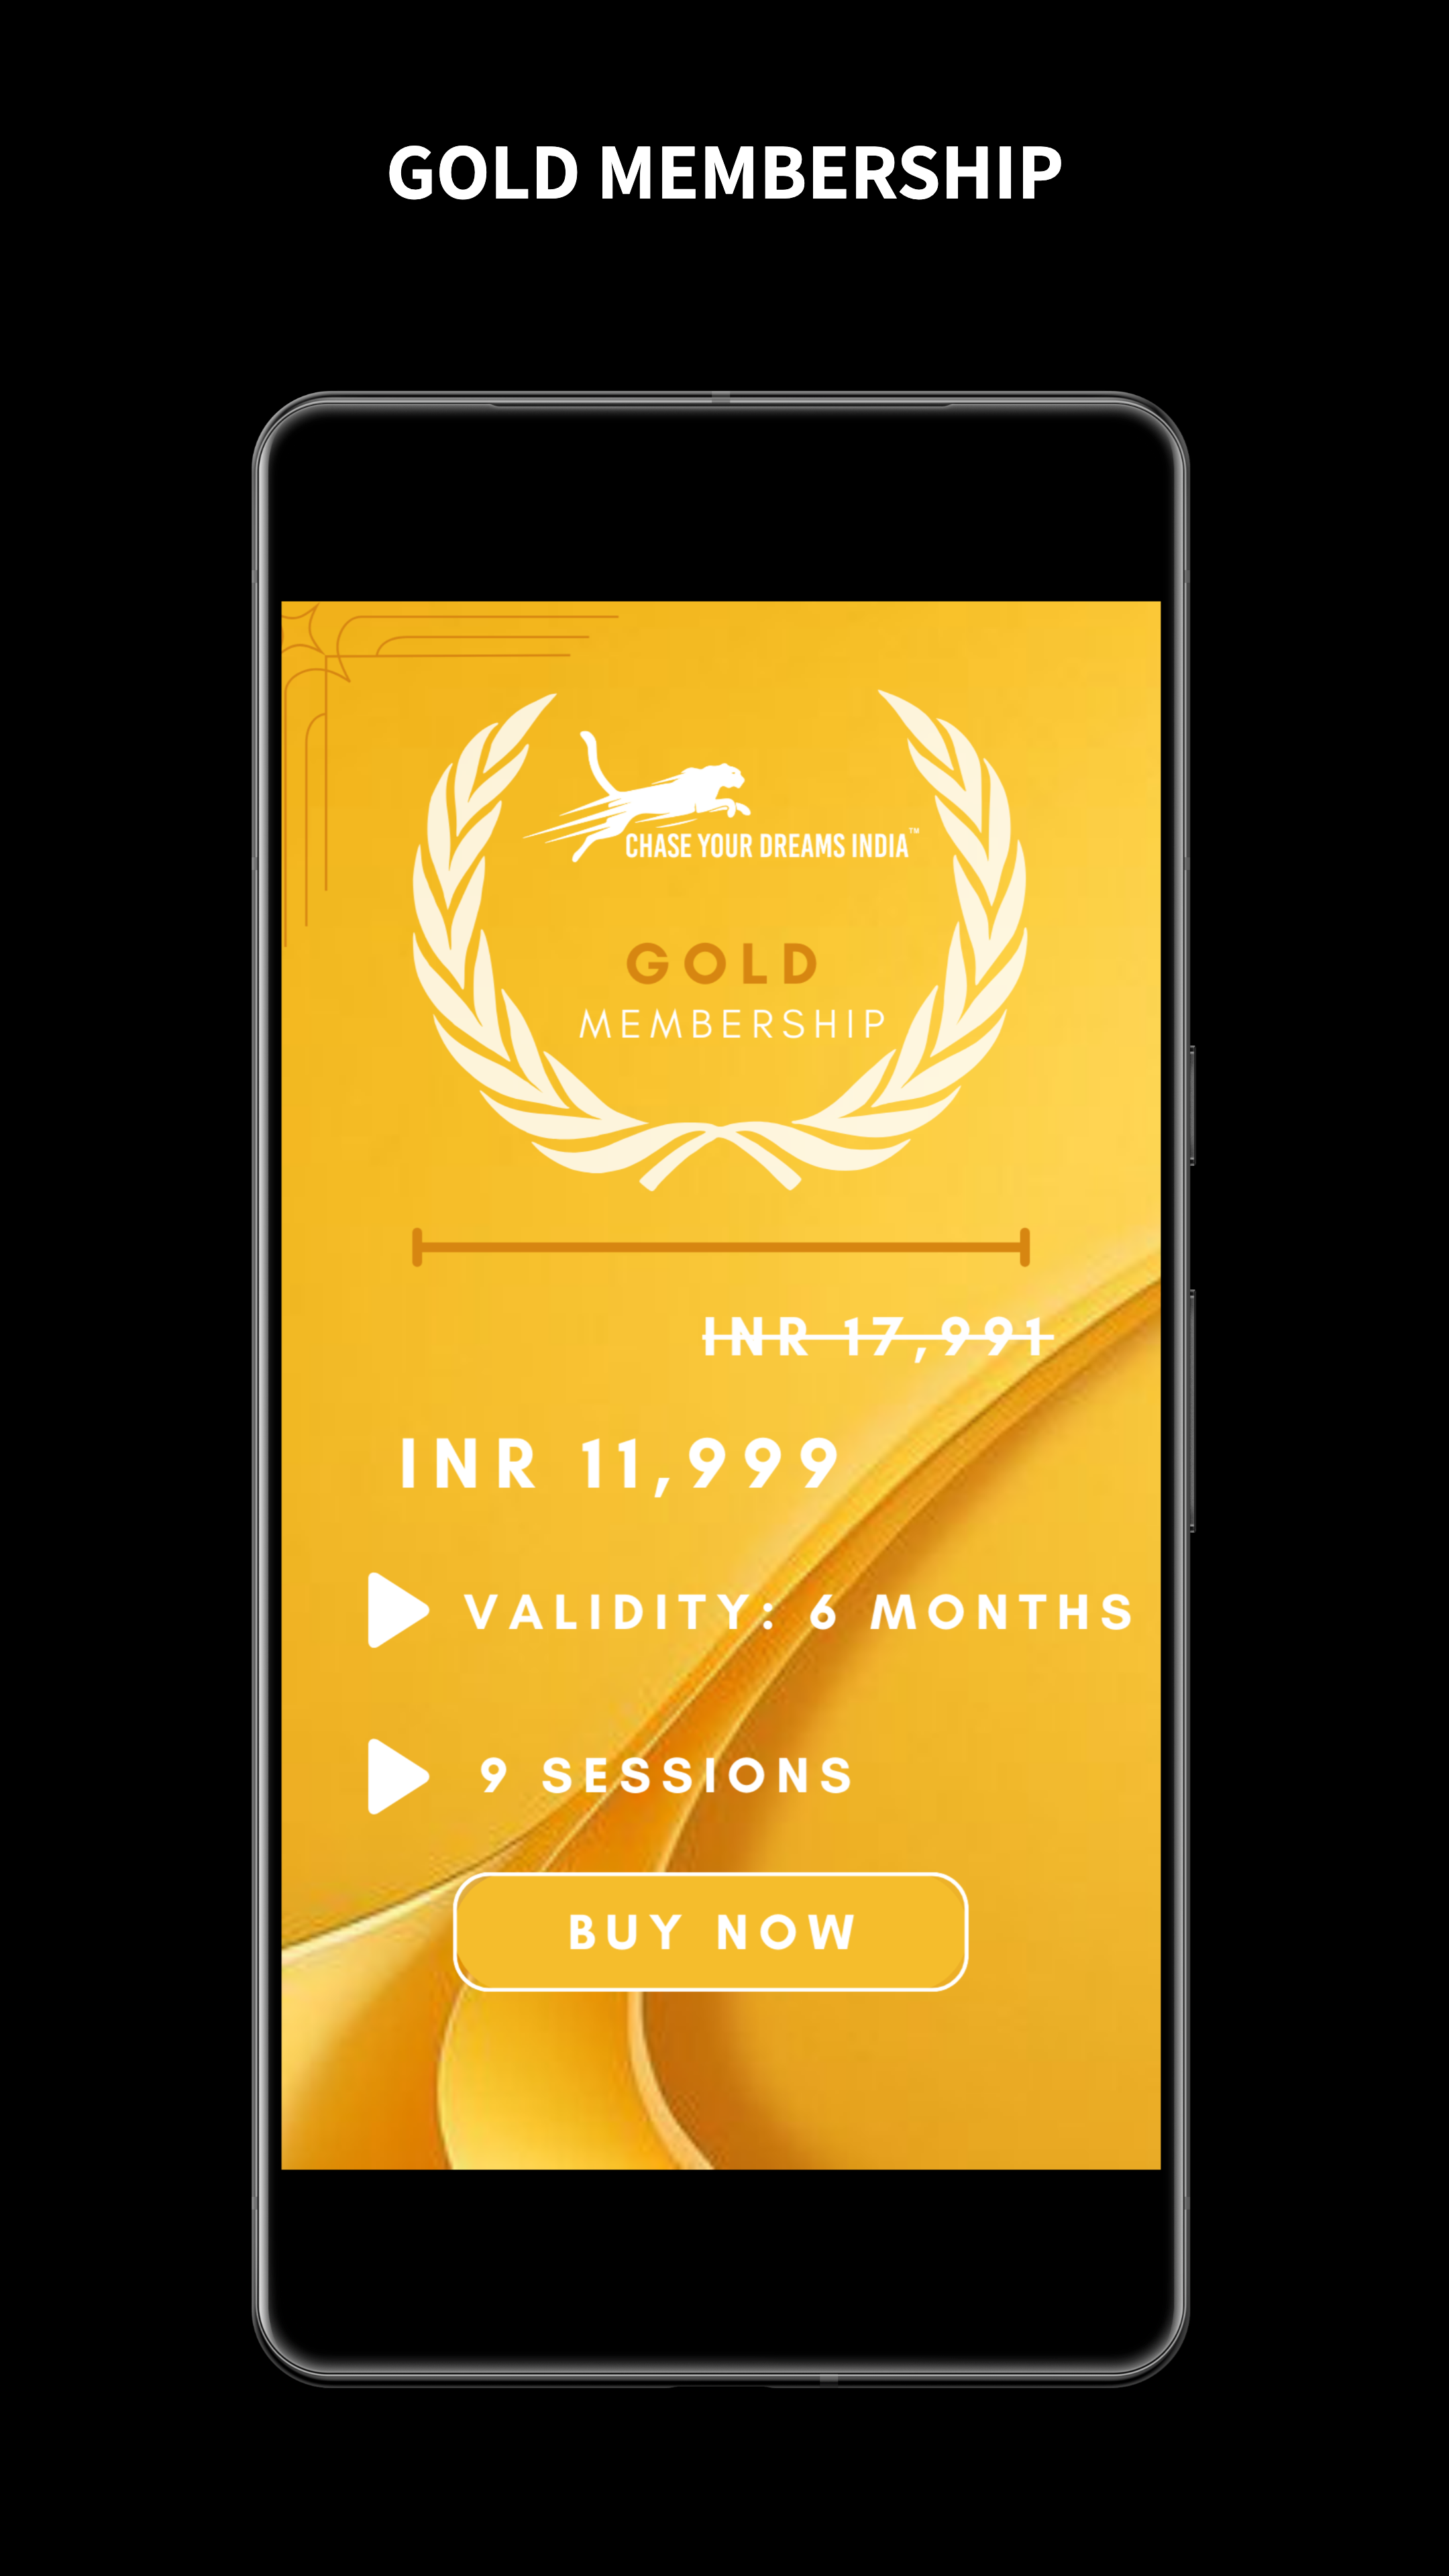 GOLD MEMBERSHIP
CHASE YOUR DREAMS INDIA™
GOLD
MEMBERSHIP
INR 17,991
INR 11,999
VALIDITY: 6 MONTHS
9 SESSIONS
BUY NOW